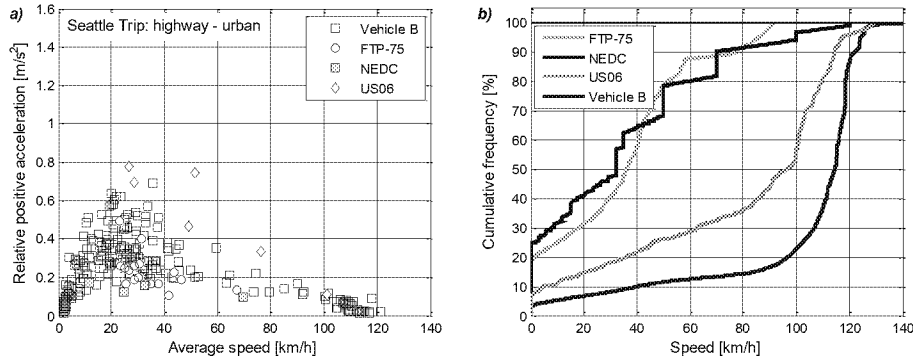 a)
Seattle Trip: highway - urban
Vehicle B
FTP-75
NEDC
US06
Relative positive acceleration [m/s²]
1.6
1.4
1.2
1
0.8
0.6
0.4
0.2
0
0 20 40 60 80 100 120 140
Average speed [km/h]
b)
FTP-75
NEDC
US06
Vehicle B
Cumulative frequency [%]
100
90
80
70
60
50
40
30
20
10
0
0 20 40 60 80 100 120 140
Speed [km/h]